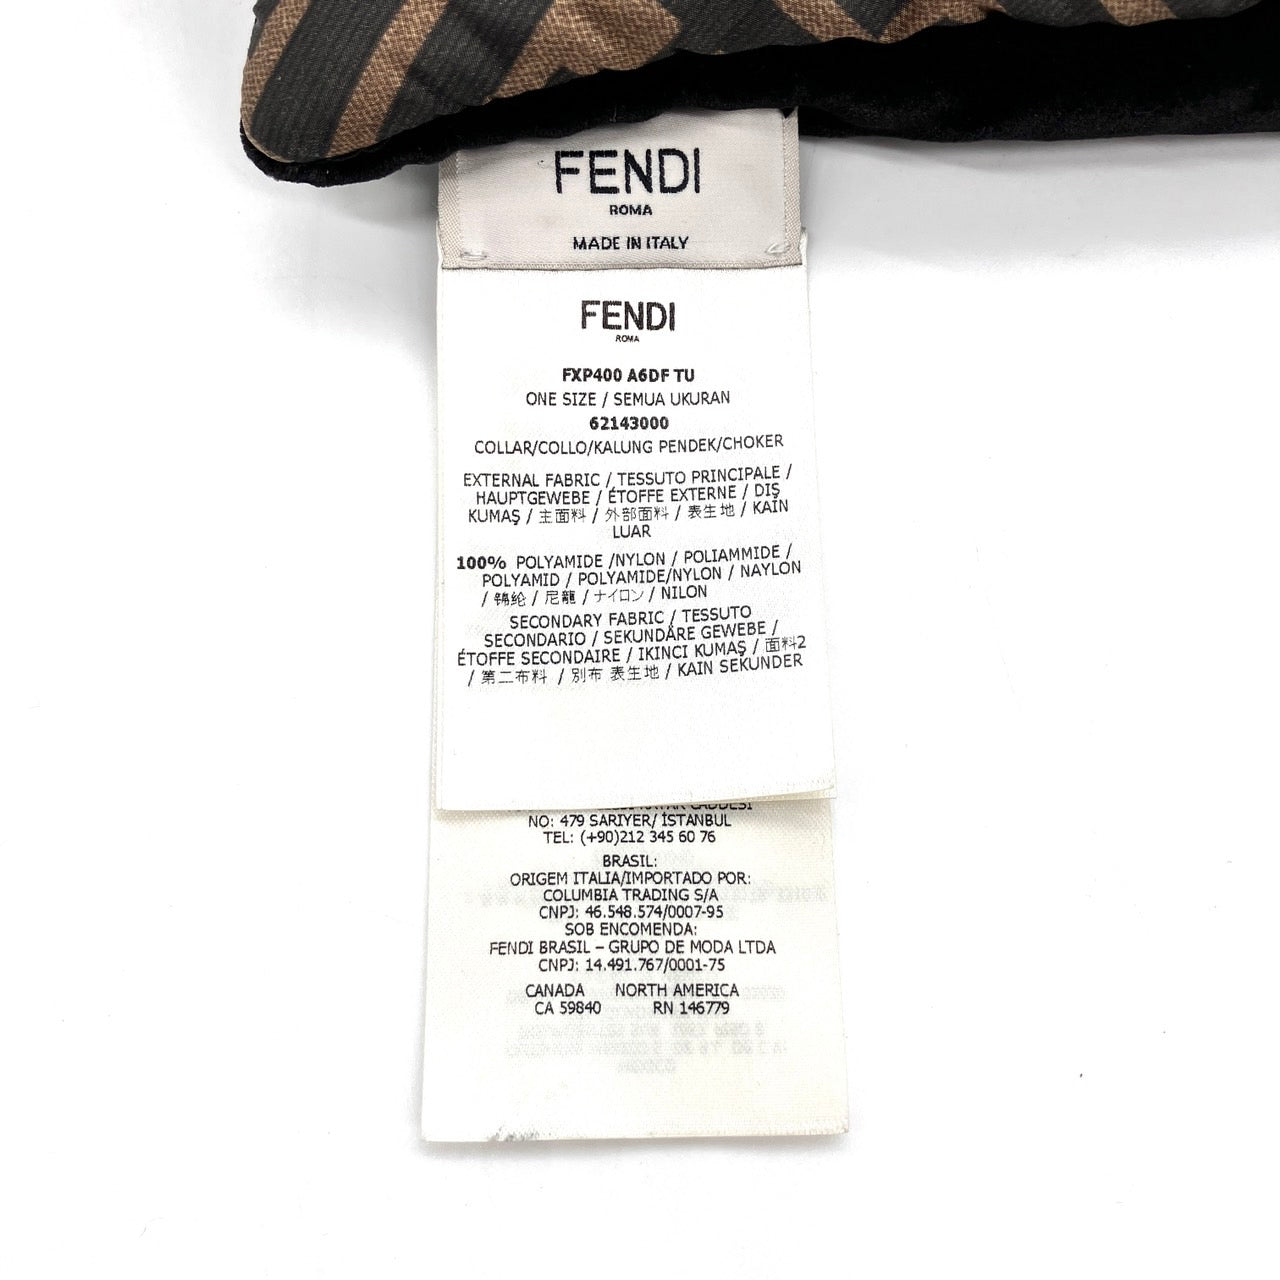 FENDI
ROMA
MADE IN ITALY
FENDI
ROMA
FXP400 A6DF TU
ONE SIZE / SEMUA UKURAN
62143000
COLLAR/COLLO/KALUNG PENDEK/CHOKER
EXTERNAL FABRIC / TESSUTO PRINCIPALE /
HAUPTGEWEBE / ÉTOFFE EXTERNE / DIŞ
KUMAŞ / 主面料 / 外部面料 / 表生地 / KAIN
LUAR
100% POLYAMIDE /NYLON / POLIAMMIDE /
POLYAMID / POLYAMIDE/NYLON / NAYLON
/ 锦纶 / 尼龍 / ナイロン / NILON
SECONDARY FABRIC / TESSUTO
SECONDARIO / SEKUNDÄRE GEWEBE /
ÉTOFFE SECONDAIRE / IKINCI KUMAŞ / 面料2
/ 第二布料 / 別布 表生地 / KAIN SEKUNDER
CADDESİ
NO: 479 SARIYER/ İSTANBUL
TEL: (+90)212 345 60 76
BRASIL:
ORIGEM ITALIA/IMPORTADO POR:
COLUMBIA TRADING S/A
CNPJ: 46.548.574/0007-95
SOB ENCOMENDA:
FENDI BRASIL – GRUPO DE MODA LTDA
CNPJ: 14.491.767/0001-75
CANADA NORTH AMERICA
CA 59840 RN 146779